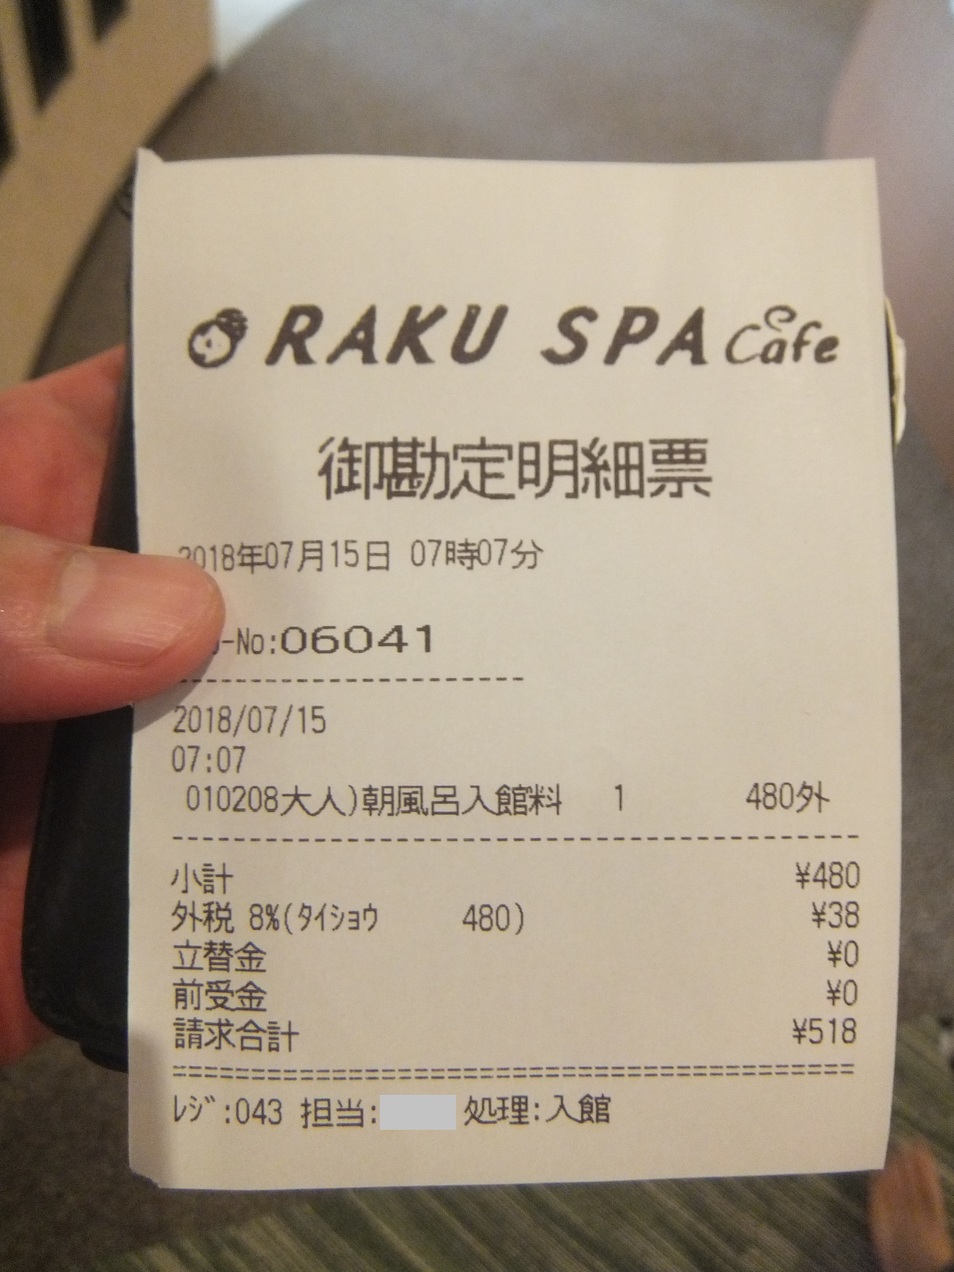 RAKU SPA Cafe
御勘定明細票
2018年07月15日 07時07分
-No:06041
2018/07/15
07:07
010208大人)朝風呂入館料 1 480外
小計 ¥480
外税 8%(ﾀｲｼｮｳ 480) ¥38
立替金 ¥0
前受金 ¥0
請求合計 ¥518
ﾚｼﾞ:043 担当: 処理:入館